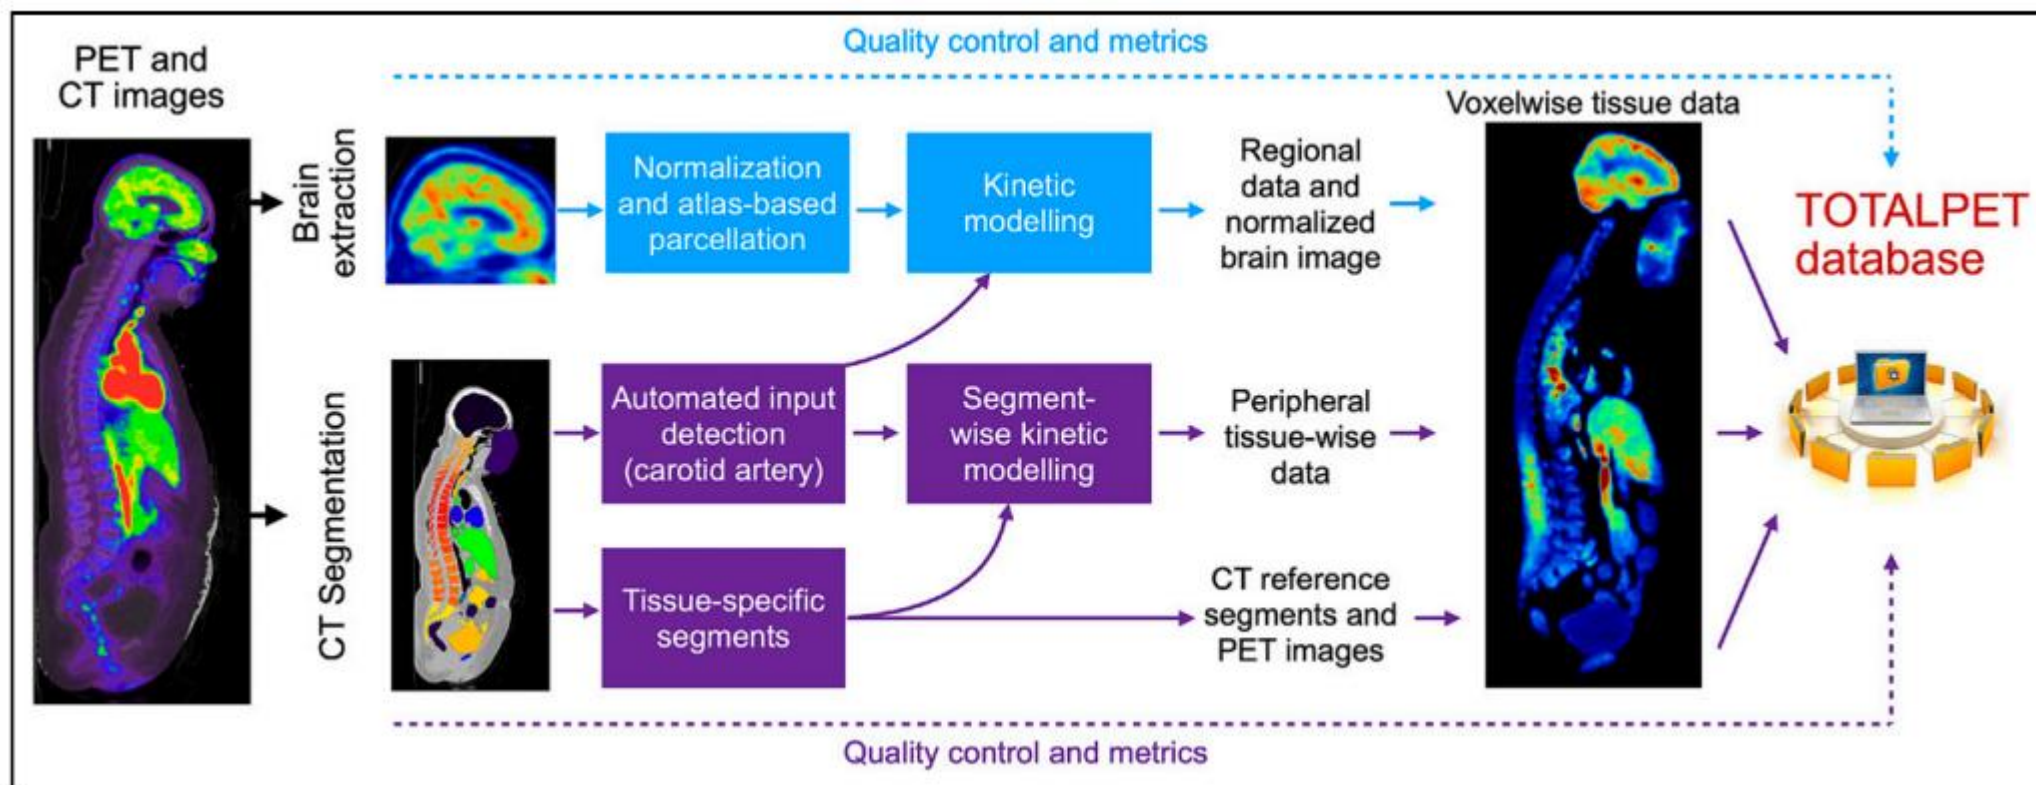 Quality control and metrics
PET and
CT images
Voxelwise tissue data
Brain
extraction
Normalization
and atlas-based
parcellation
Kinetic
modelling
Regional
data and
normalized
brain image
TOTALPET
database
CT Segmentation
Automated input
detection
(carotid artery)
Segment-
wise kinetic
modelling
Peripheral
tissue-wise
data
Tissue-specific
segments
CT reference
segments and
PET images
Quality control and metrics